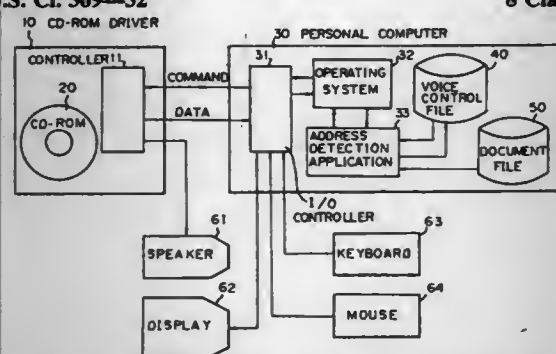 .S. Cl. 369—32
8 Cla
10 CD-ROM DRIVER
30 PERSONAL COMPUTER
CONTROLLER 11
31
32
40
20
COMMAND
OPERATING
SYSTEM
VOICE
CONTROL
FILE
CD-ROM
DATA
33
50
ADDRESS
DETECTION
APPLICATION
DOCUMENT
FILE
I/O
CONTROLLER
61
SPEAKER
63
KEYBOARD
62
DISPLAY
64
MOUSE